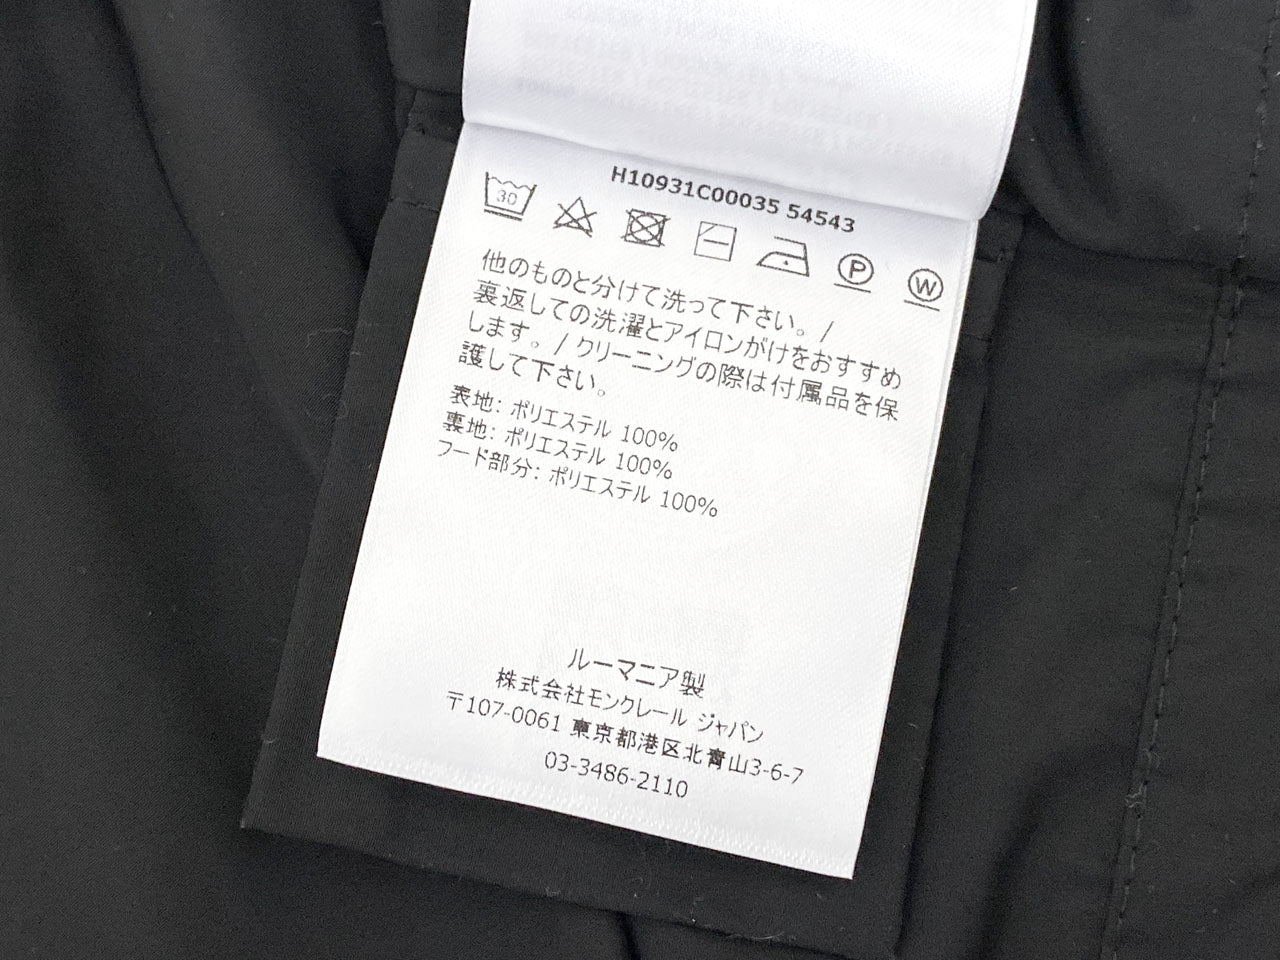 H10931C00035 54543
30
P
W
他のものと分けて洗って下さい。/
裏返しての洗濯とアイロンがけをおすすめ
します。/ クリーニングの際は付属品を保
護して下さい。
表地: ポリエステル 100%
裏地: ポリエステル 100%
フード部分: ポリエステル 100%
ルーマニア製
株式会社モンクレール ジャパン
〒107-0061 東京都港区北青山3-6-7
03-3486-2110